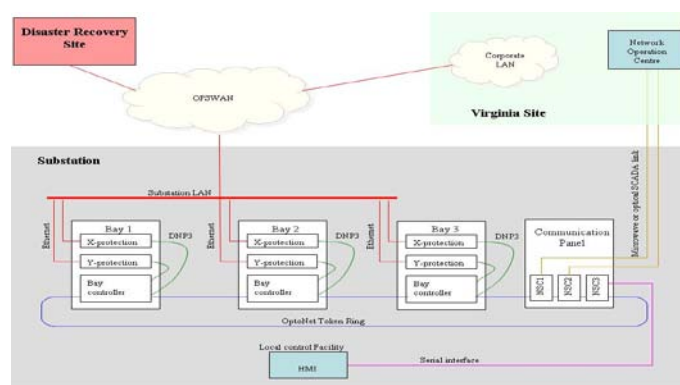 Disaster Recovery
Site
OPSWAN
Corporate
LAN
Network
Operation
Centre
Virginia Site
Substation
Substation LAN
Microwave or optical SCADA link
Ethernet
Bay 1
X-protection
Y-protection
Bay
controller
DNP3
Ethernet
Bay 2
X-protection
Y-protection
Bay
controller
DNP3
Ethernet
Bay 3
X-protection
Y-protection
Bay
controller
DNP3
Communication
Panel
NSC1
NSC2
NSC3
OptoNet Token Ring
Local control Facility
HMI
Serial interface